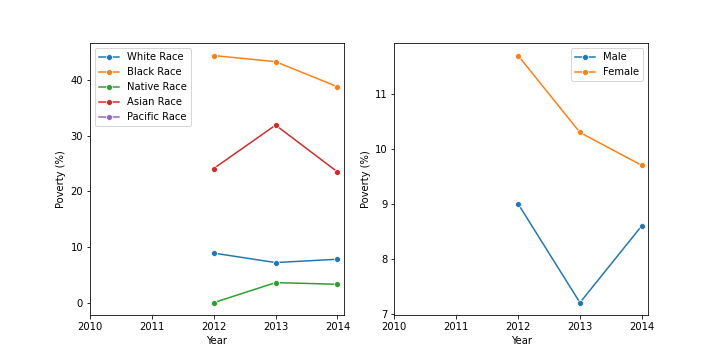 White Race
Black Race
Native Race
Asian Race
Pacific Race
Poverty (%)
40
30
20
10
0
2010 2011 2012 2013 2014
Year
Male
Female
Poverty (%)
11
10
9
8
7
2010 2011 2012 2013 2014
Year